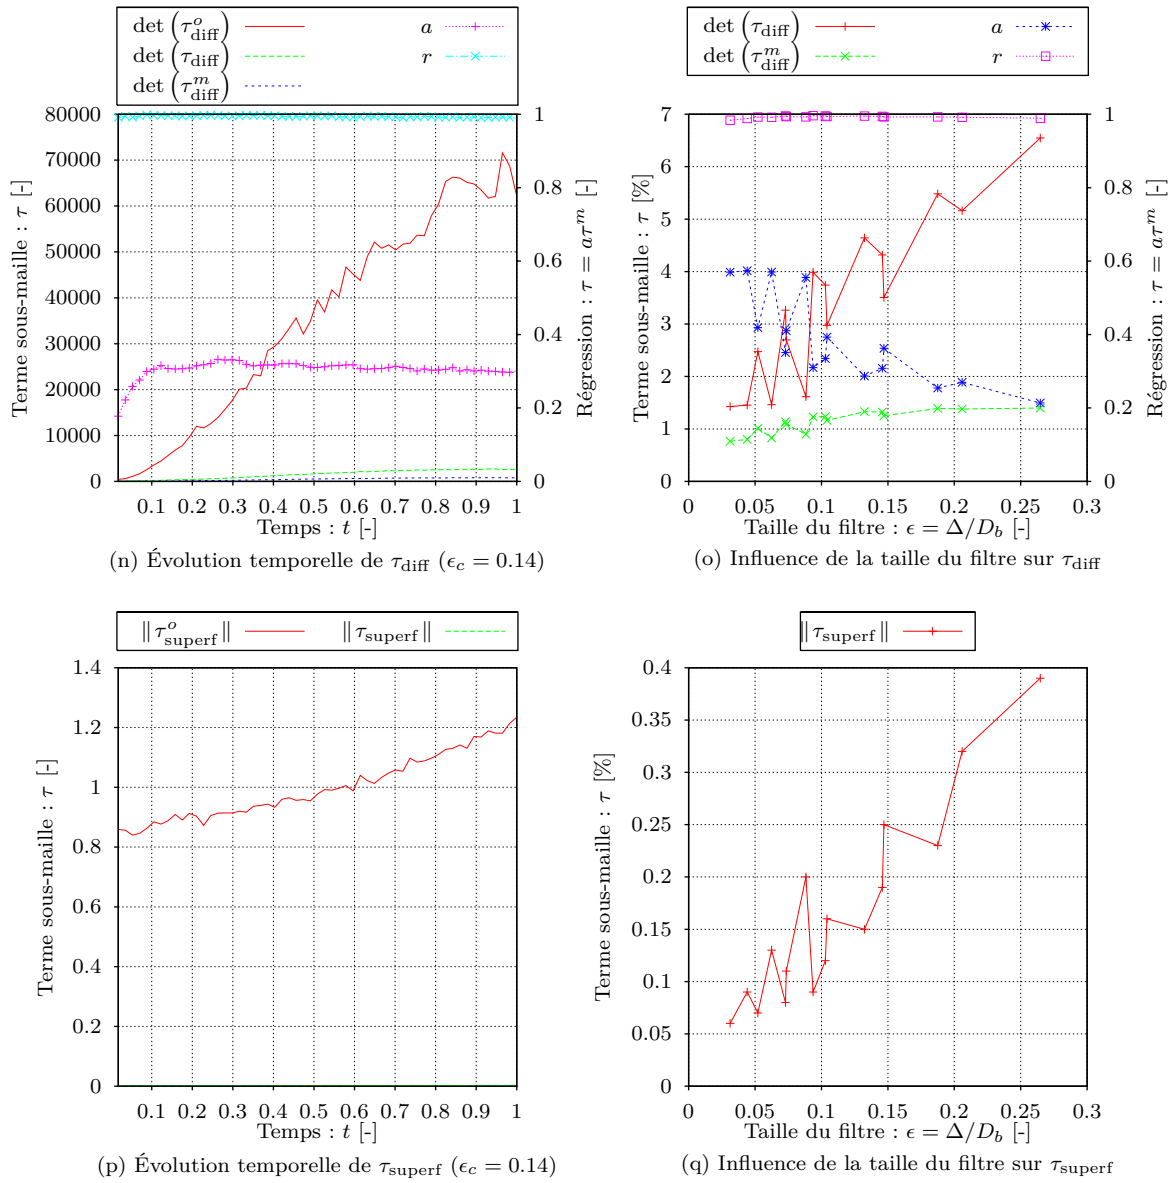 det (τ^o_diff)
a
det (τ_diff)
r
det (τ^m_diff)
80000
70000
60000
50000
40000
30000
20000
10000
0
Terme sous-maille : τ [-]
1
0.8
0.6
0.4
0.2
0
Régression : τ = aτ^m [-]
0.1 0.2 0.3 0.4 0.5 0.6 0.7 0.8 0.9 1
Temps : t [-]
(n) Évolution temporelle de τ_diff (ϵ_c = 0.14)
det (τ_diff)
a
det (τ^m_diff)
r
7
6
5
4
3
2
1
0
Terme sous-maille : τ [%]
1
0.8
0.6
0.4
0.2
0
Régression : τ = aτ^m [-]
0 0.05 0.1 0.15 0.2 0.25 0.3
Taille du filtre : ϵ = Δ/D_b [-]
(o) Influence de la taille du filtre sur τ_diff
‖τ^o_superf‖
‖τ_superf‖
1.4
1.2
1
0.8
0.6
0.4
0.2
0
Terme sous-maille : τ [-]
0.1 0.2 0.3 0.4 0.5 0.6 0.7 0.8 0.9 1
Temps : t [-]
(p) Évolution temporelle de τ_superf (ϵ_c = 0.14)
‖τ_superf‖
0.4
0.35
0.3
0.25
0.2
0.15
0.1
0.05
0
Terme sous-maille : τ [%]
0 0.05 0.1 0.15 0.2 0.25 0.3
Taille du filtre : ϵ = Δ/D_b [-]
(q) Influence de la taille du filtre sur τ_superf